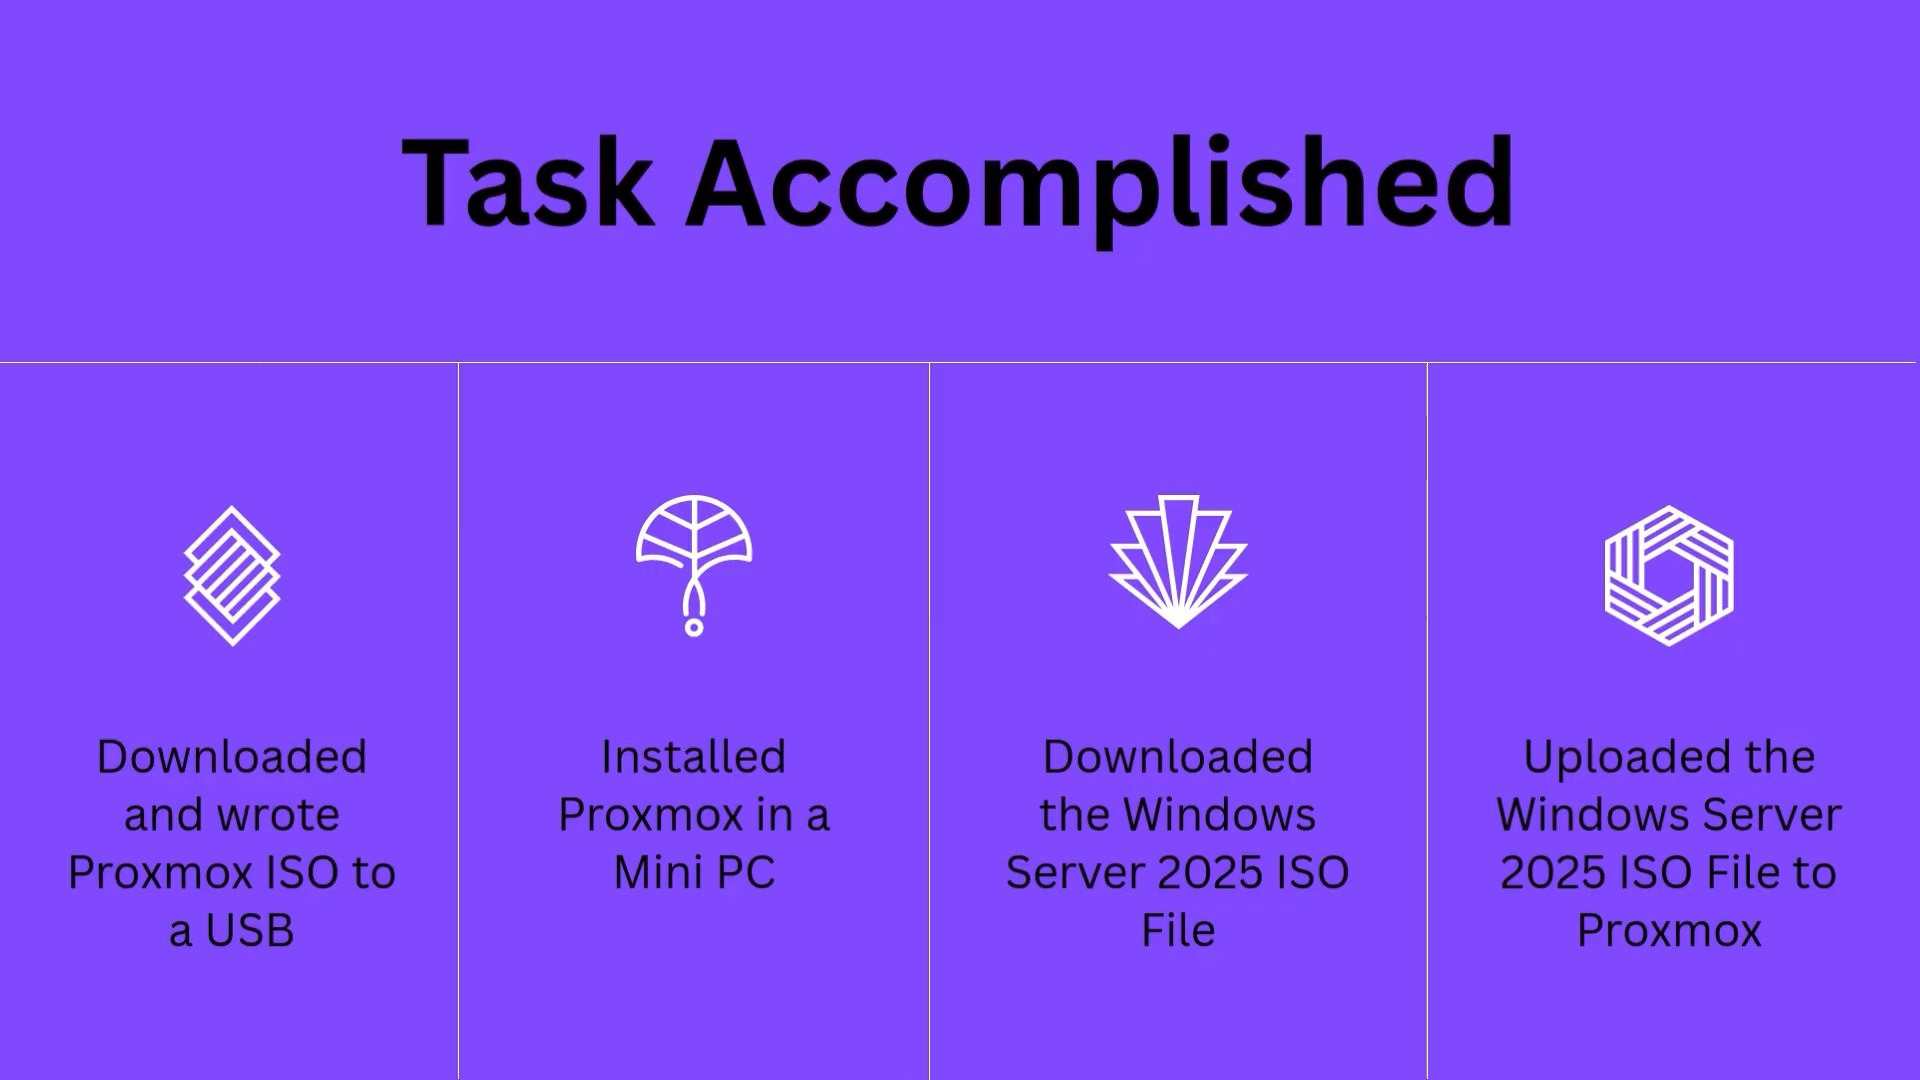 Task Accomplished
Downloaded
and wrote
Proxmox ISO to
a USB
Installed
Proxmox in a
Mini PC
Downloaded
the Windows
Server 2025 ISO
File
Uploaded the
Windows Server
2025 ISO File to
Proxmox